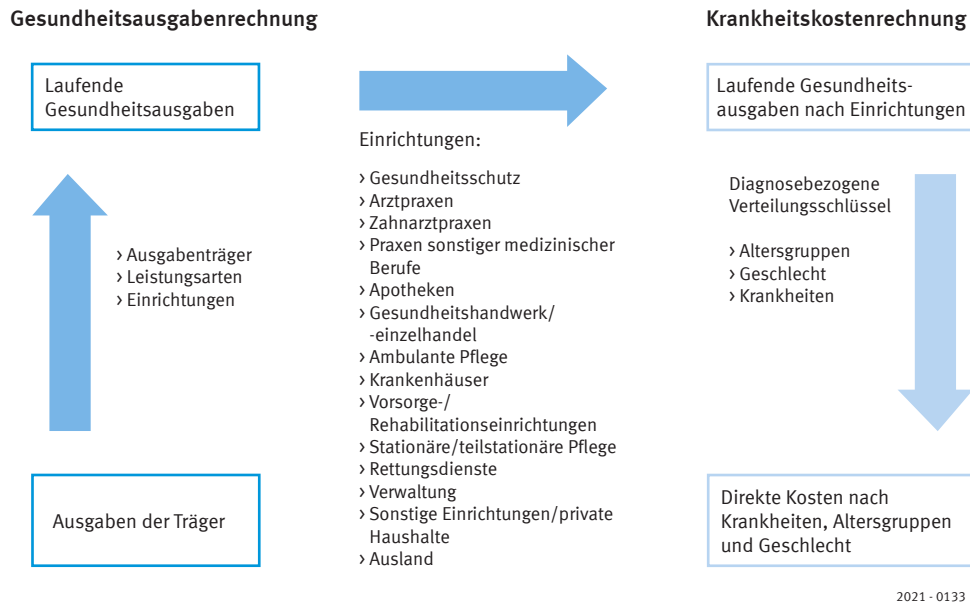 Gesundheitsausgabenrechnung
Laufende
Gesundheitsausgaben
> Ausgabenträger
> Leistungsarten
> Einrichtungen
Ausgaben der Träger
Einrichtungen:
> Gesundheitsschutz
> Arztpraxen
> Zahnarztpraxen
> Praxen sonstiger medizinischer
Berufe
> Apotheken
> Gesundheitshandwerk/
-einzelhandel
> Ambulante Pflege
> Krankenhäuser
> Vorsorge-/
Rehabilitationseinrichtungen
> Stationäre/teilstationäre Pflege
> Rettungsdienste
> Verwaltung
> Sonstige Einrichtungen/private
Haushalte
> Ausland
Krankheitskostenrechnung
Laufende Gesundheits-
ausgaben nach Einrichtungen
Diagnosebezogene
Verteilungsschlüssel
> Altersgruppen
> Geschlecht
> Krankheiten
Direkte Kosten nach
Krankheiten, Altersgruppen
und Geschlecht
2021 - 0133